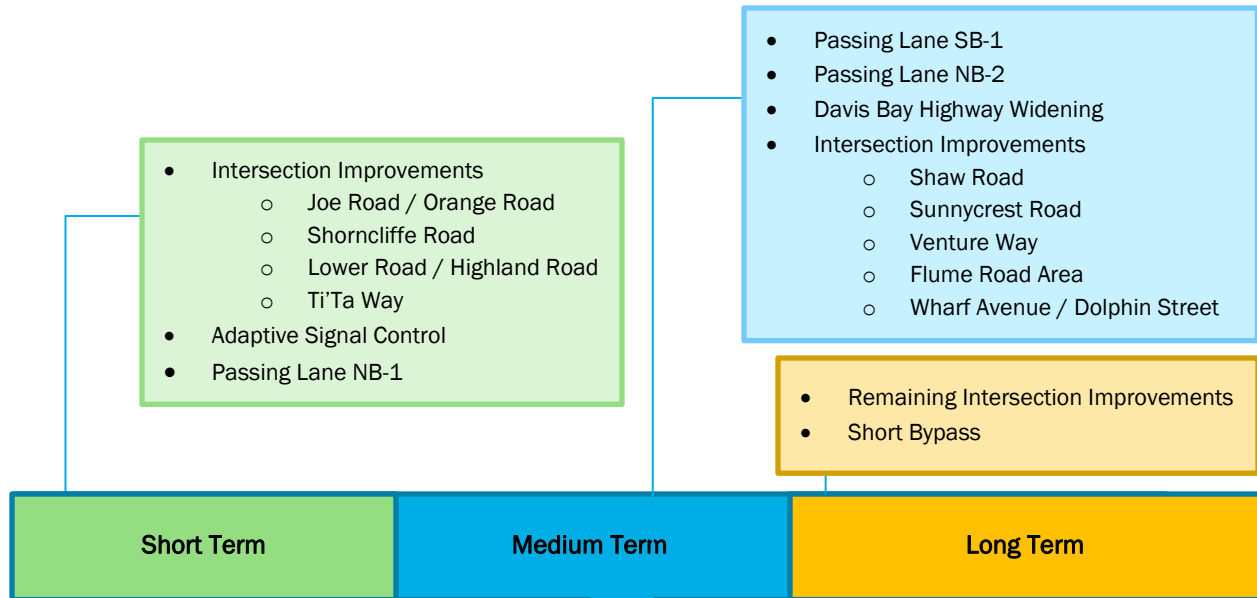 • Passing Lane SB-1
• Passing Lane NB-2
• Davis Bay Highway Widening
• Intersection Improvements
o Shaw Road
o Sunnycrest Road
o Venture Way
o Flume Road Area
o Wharf Avenue / Dolphin Street
• Intersection Improvements
o Joe Road / Orange Road
o Shorncliffe Road
o Lower Road / Highland Road
o Ti’Ta Way
• Adaptive Signal Control
• Passing Lane NB-1
• Remaining Intersection Improvements
• Short Bypass
Short Term
Medium Term
Long Term